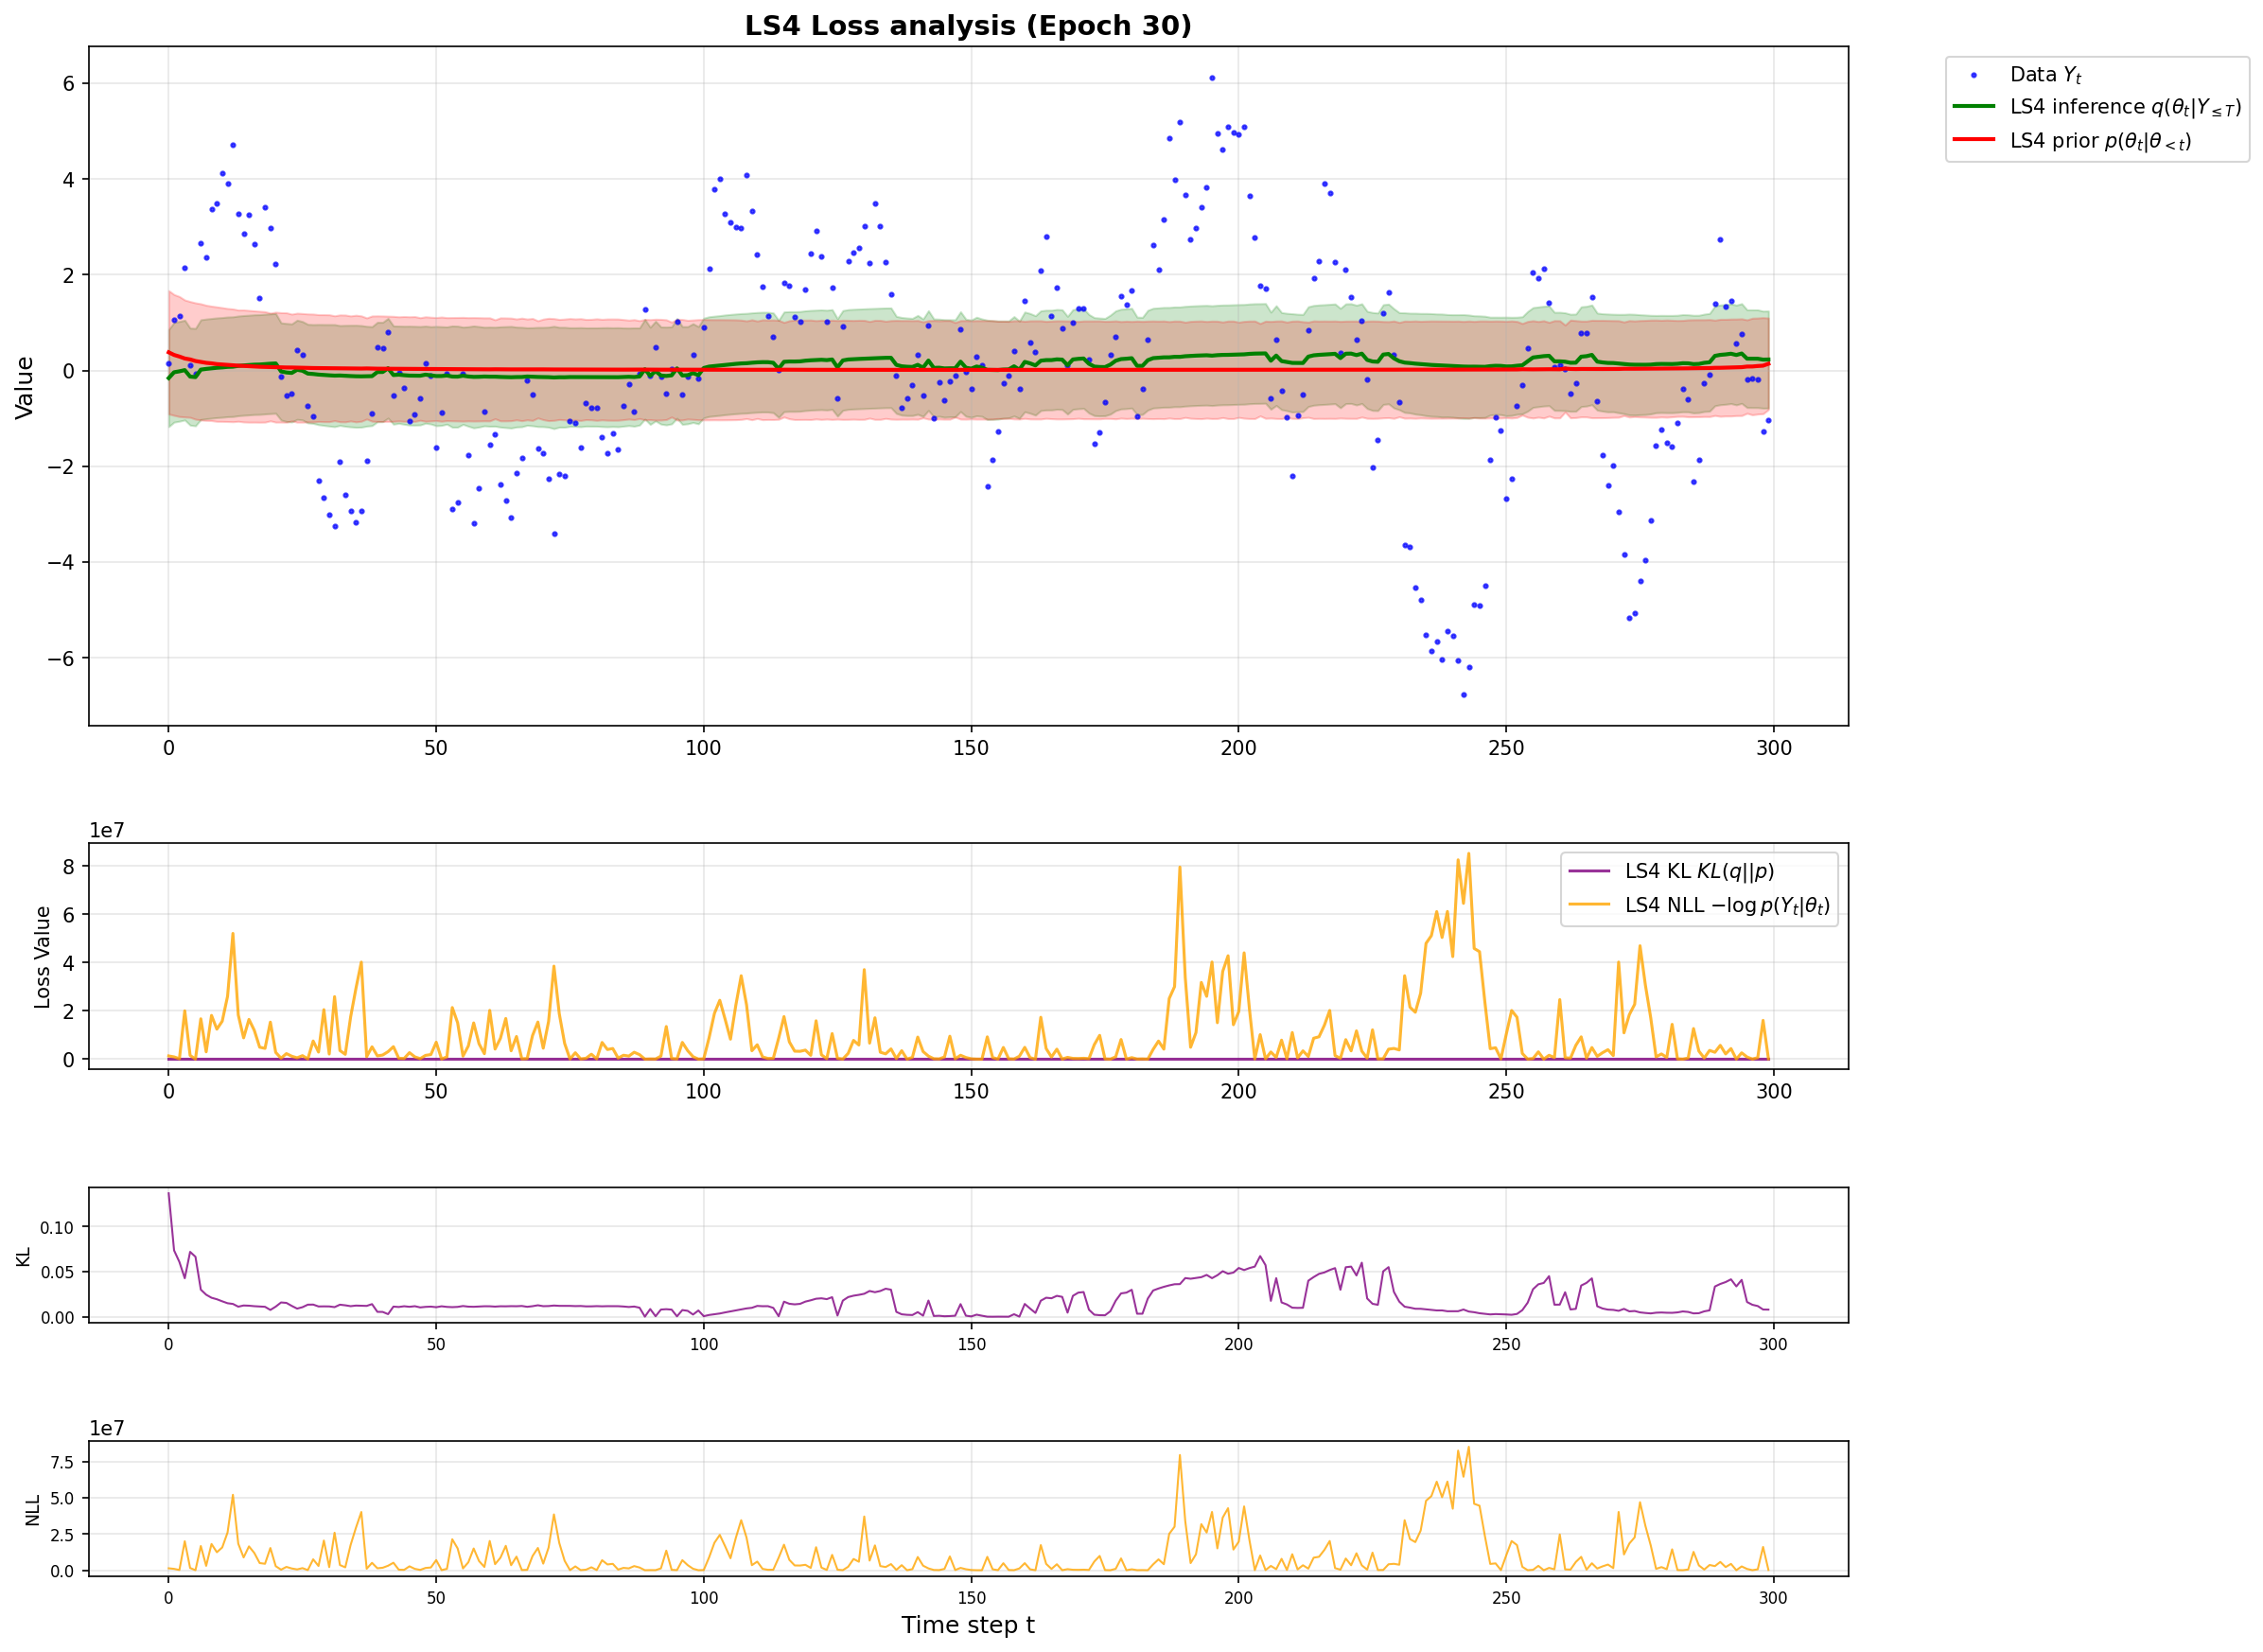 LS4 Loss analysis (Epoch 30)
Value
6
4
2
0
−2
−4
−6
0 50 100 150 200 250 300
Data $Y_t$
LS4 inference $q(\theta_t|Y_{\leq T})$
LS4 prior $p(\theta_t|\theta_{<t})$
1e7
Loss Value
8
6
4
2
0
0 50 100 150 200 250 300
LS4 KL $KL(q||p)$
LS4 NLL $-\log p(Y_t|\theta_t)$
KL
0.10
0.05
0.00
0 50 100 150 200 250 300
1e7
NLL
7.5
5.0
2.5
0.0
0 50 100 150 200 250 300
Time step t